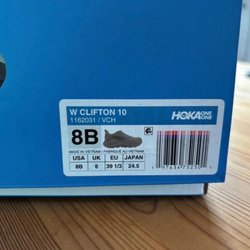 W CLIFTON 10
1162031 / VCH
HOKA ONE ONE
8B
MADE IN VIETNAM / FABRIQUÉ AU VIETNAM
USA UK EU JAPAN
8B 6 39 1/3 24.5